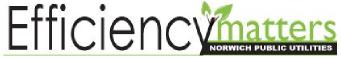 Efficiencymatters
NORWICH PUBLIC UTILITIES